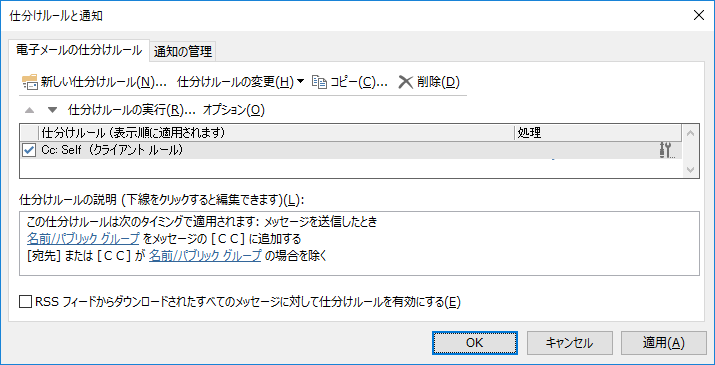 仕分けルールと通知
電子メールの仕分けルール 通知の管理
新しい仕分けルール(N)... 仕分けルールの変更(H) コピー(C)... 削除(D)
仕分けルールの実行(R)... オプション(O)
仕分けルール (表示順に適用されます) 処理
Cc: Self (クライアント ルール)
仕分けルールの説明 (下線をクリックすると編集できます)(L):
この仕分けルールは次のタイミングで適用されます: メッセージを送信したとき
名前/パブリック グループ をメッセージの [ＣＣ] に追加する
[宛先] または [ＣＣ] が 名前/パブリック グループ の場合を除く
RSS フィードからダウンロードされたすべてのメッセージに対して仕分けルールを有効にする(E)
OK キャンセル 適用(A)